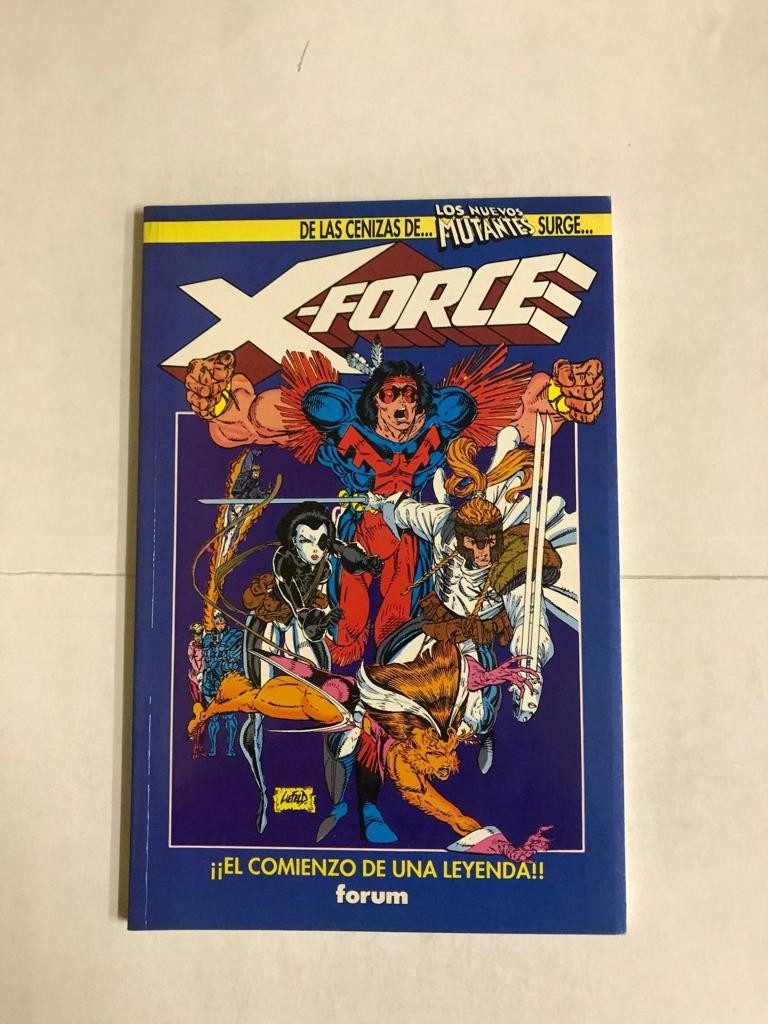 DE LAS CENIZAS DE... LOS NUEVOS MUTANTES SURGE...
X-FORCE
LIEFELD
¡¡EL COMIENZO DE UNA LEYENDA!!
forum